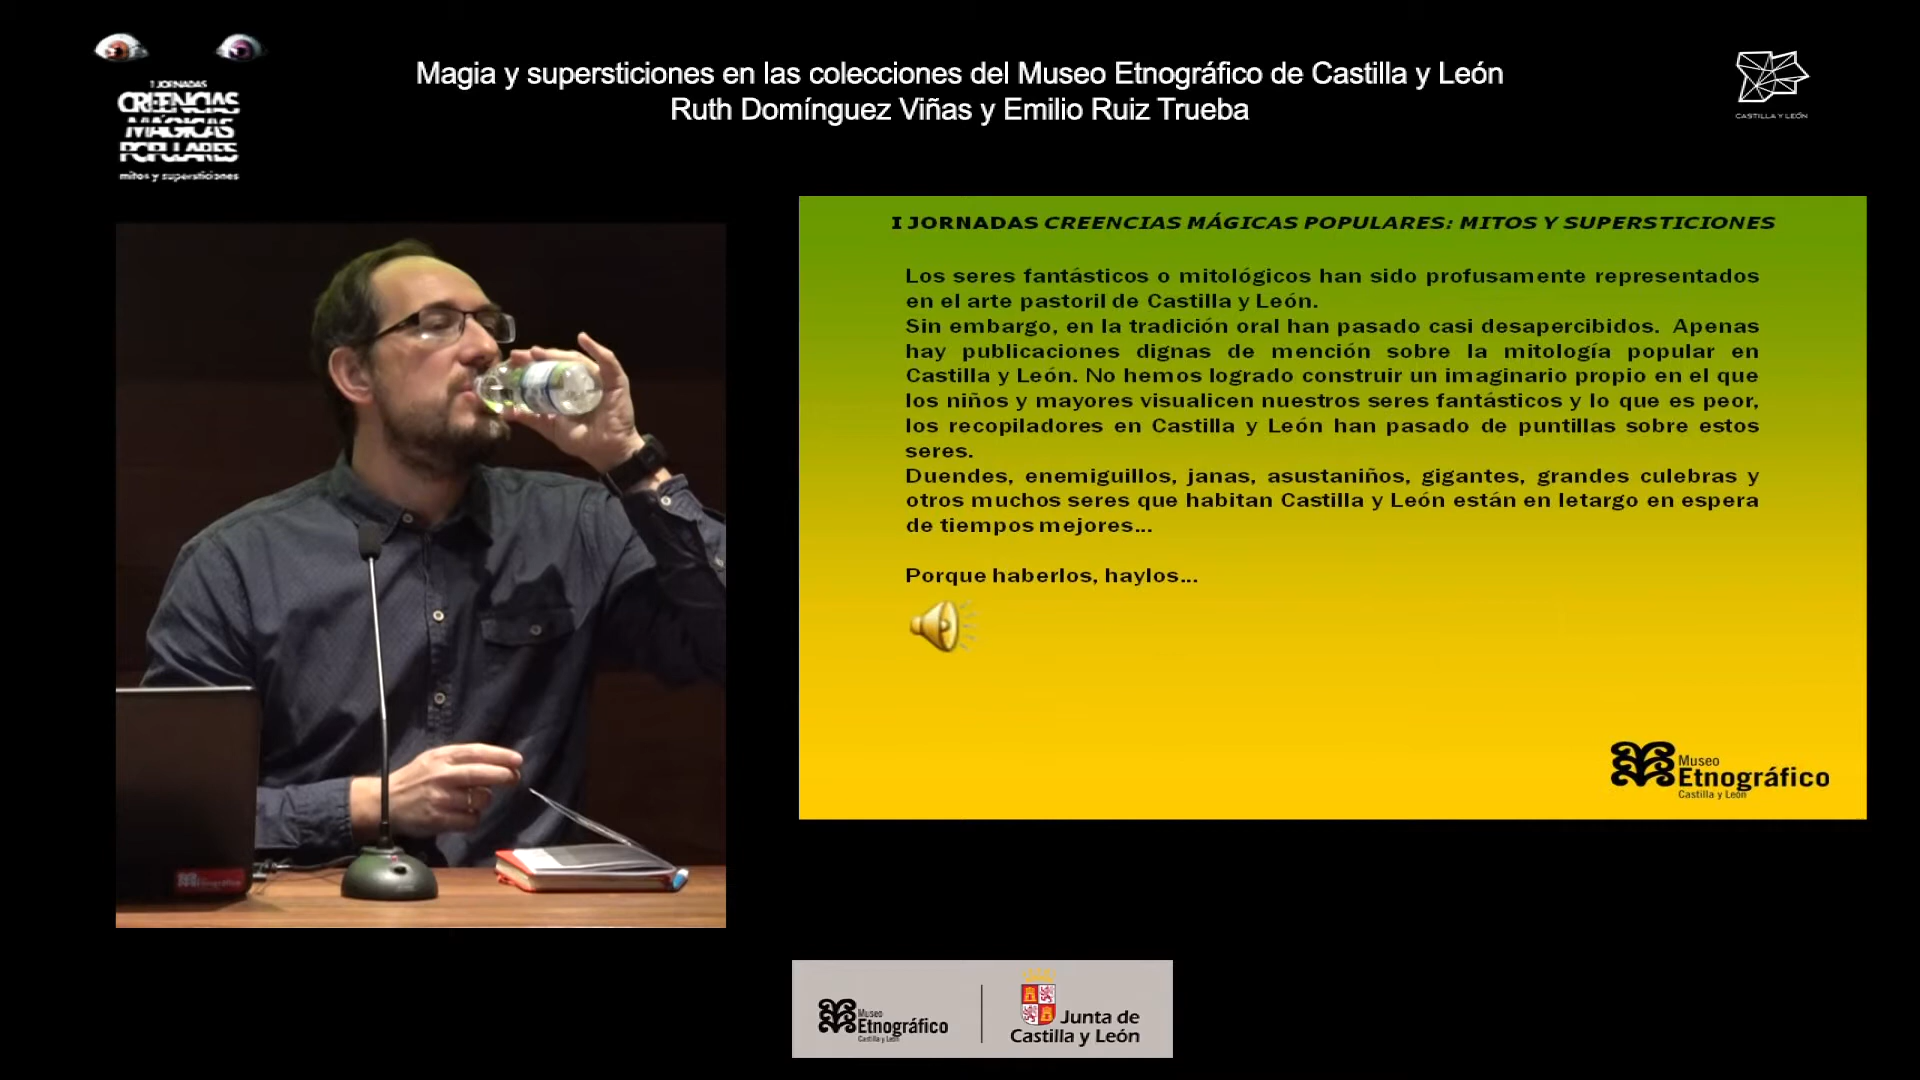 Magia y supersticiones en las colecciones del Museo Etnográfico de Castilla y León
Ruth Domínguez Viñas y Emilio Ruiz Trueba
I JORNADAS
CREENCIAS
MÁGICAS
POPULARES
mitos y supersticiones
CASTILLA Y LEÓN
I JORNADAS CREENCIAS MÁGICAS POPULARES: MITOS Y SUPERSTICIONES
Los seres fantásticos o mitológicos han sido profusamente representados
en el arte pastoril de Castilla y León.
Sin embargo, en la tradición oral han pasado casi desapercibidos. Apenas
hay publicaciones dignas de mención sobre la mitología popular en
Castilla y León. No hemos logrado construir un imaginario propio en el que
los niños y mayores visualicen nuestros seres fantásticos y lo que es peor,
los recopiladores en Castilla y León han pasado de puntillas sobre estos
seres.
Duendes, enemiguillos, janas, asustaniños, gigantes, grandes culebras y
otros muchos seres que habitan Castilla y León están en letargo en espera
de tiempos mejores...
Porque haberlos, haylos...
Museo
Etnográfico
Castilla y León
Etnográfico
Museo
Etnográfico
Castilla y León
Junta de
Castilla y León